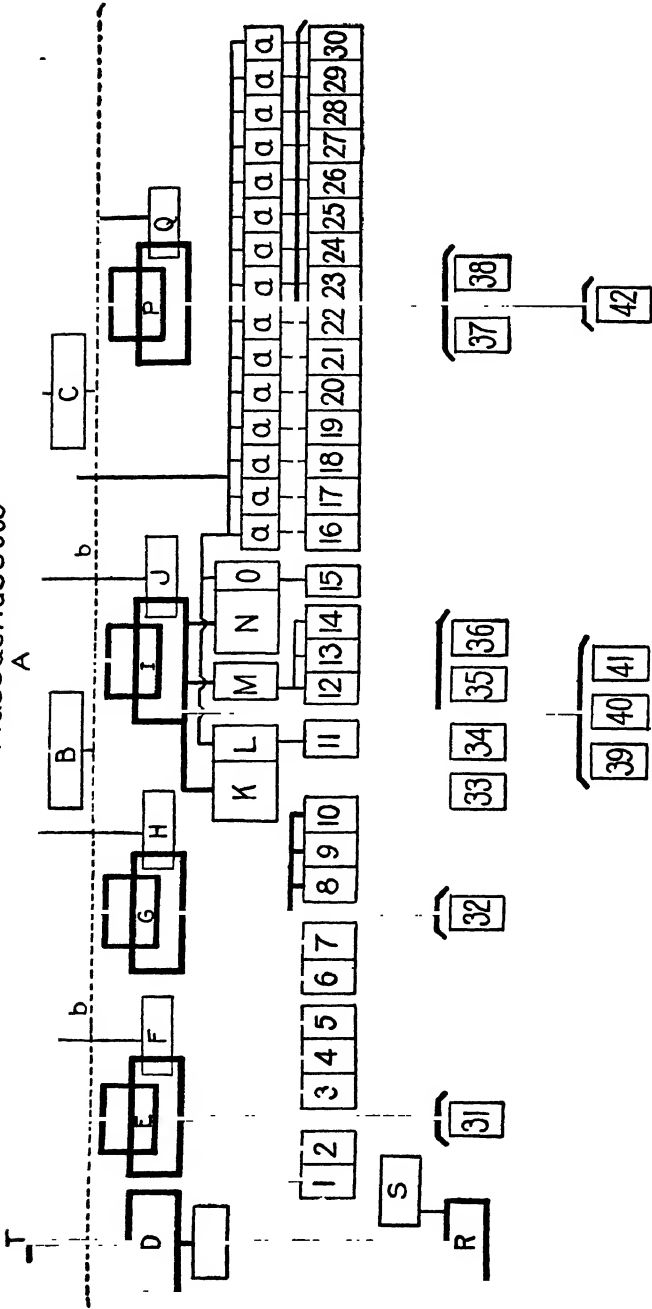 Massachusetts
A
T
B C
b b
D E F G H I J P Q
K L M N O a a a a a a a a a a a a a a a
1 2 3 4 5 6 7 8 9 10 11 12 13 14 15 16 17 18 19 20 21 22 23 24 25 26 27 28 29 30
S
R 31 32 33 34 35 36 37 38
39 40 41 42